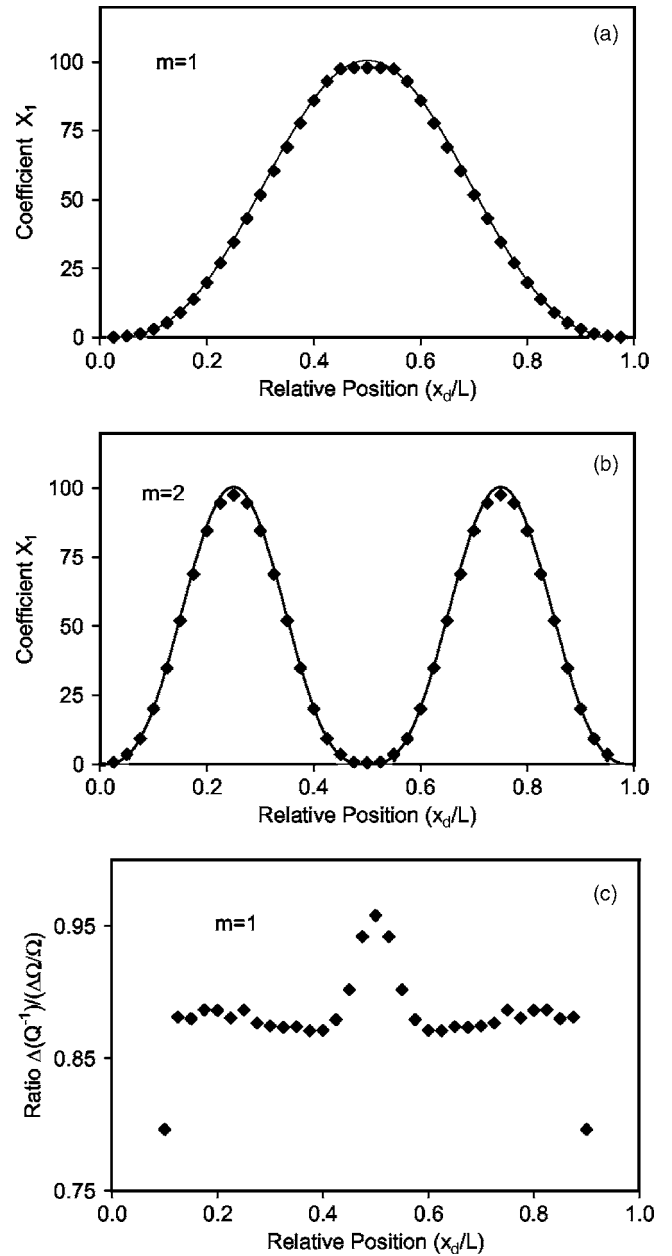 (a)
m=1
100
75
50
25
0
Coefficient X₁
0.0 0.2 0.4 0.6 0.8 1.0
Relative Position (x_d/L)
(b)
m=2
100
75
50
25
0
Coefficient X₁
0.0 0.2 0.4 0.6 0.8 1.0
Relative Position (x_d/L)
(c)
m=1
0.95
0.85
0.75
Ratio Δ(Q⁻¹)/(ΔΩ/Ω)
0.0 0.2 0.4 0.6 0.8 1.0
Relative Position (x_d/L)